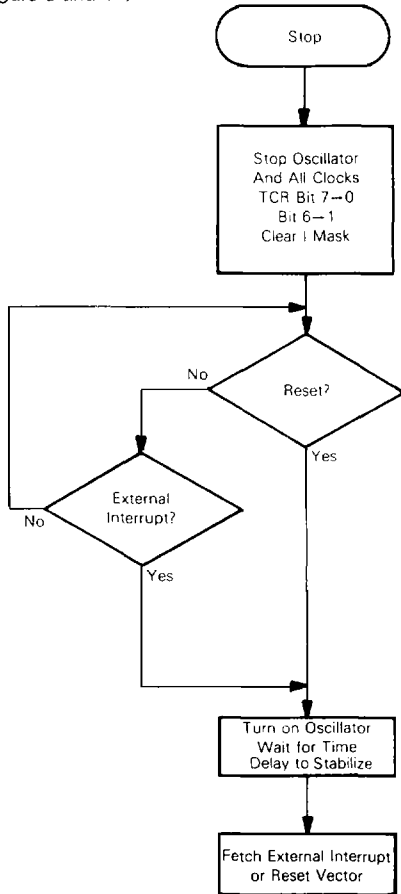 Stop
Stop Oscillator
And All Clocks
TCR Bit 7→0
Bit 6→1
Clear I Mask
No
Reset?
Yes
External
Interrupt?
No
Yes
Turn on Oscillator
Wait for Time
Delay to Stabilize
Fetch External Interrupt
or Reset Vector